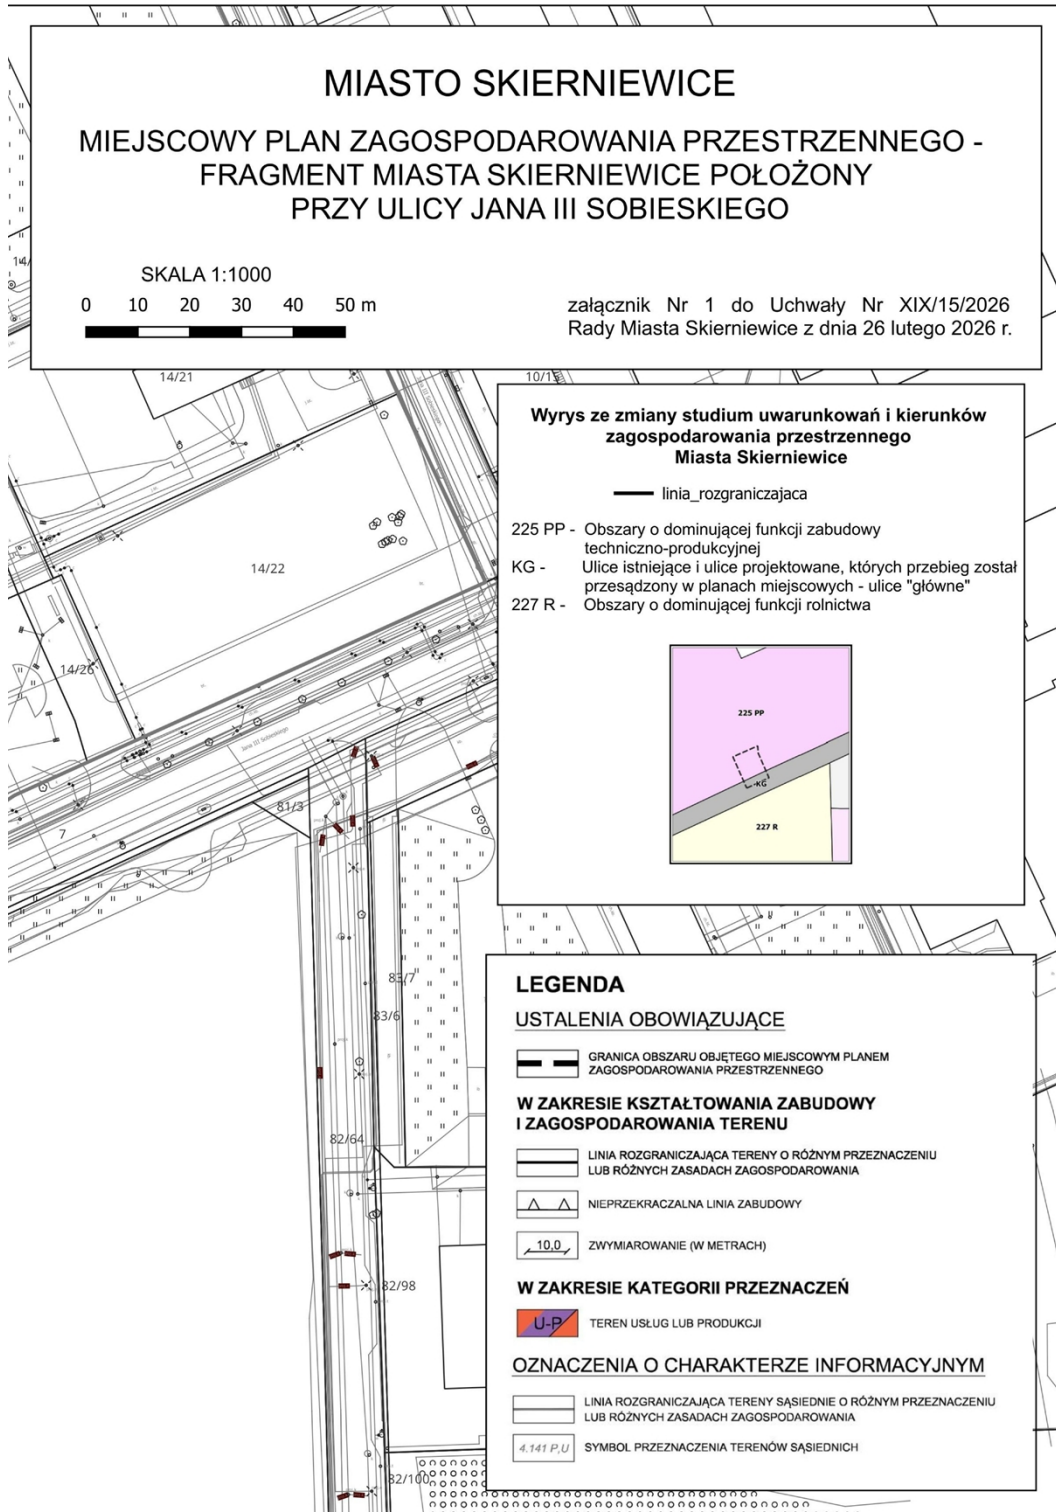 MIASTO SKIERNIEWICE
MIEJSCOWY PLAN ZAGOSPODAROWANIA PRZESTRZENNEGO -
FRAGMENT MIASTA SKIERNIEWICE POŁOŻONY
PRZY ULICY JANA III SOBIESKIEGO
SKALA 1:1000
0 10 20 30 40 50 m
załącznik Nr 1 do Uchwały Nr XIX/15/2026
Rady Miasta Skierniewice z dnia 26 lutego 2026 r.
14/21
14/22
14/26
Jana III Sobieskiego
81/3
7
83/7
83/6
82/64
82/98
82/100
Wyrys ze zmiany studium uwarunkowań i kierunków
zagospodarowania przestrzennego
Miasta Skierniewice
linia_rozgraniczajaca
225 PP - Obszary o dominującej funkcji zabudowy
techniczno-produkcyjnej
KG - Ulice istniejące i ulice projektowane, których przebieg został
przesądzony w planach miejscowych - ulice "główne"
227 R - Obszary o dominującej funkcji rolnictwa
225 PP
KG
227 R
LEGENDA
USTALENIA OBOWIĄZUJĄCE
GRANICA OBSZARU OBJĘTEGO MIEJSCOWYM PLANEM
ZAGOSPODAROWANIA PRZESTRZENNEGO
W ZAKRESIE KSZTAŁTOWANIA ZABUDOWY
I ZAGOSPODAROWANIA TERENU
LINIA ROZGRANICZAJĄCA TERENY O RÓŻNYM PRZEZNACZENIU
LUB RÓŻNYCH ZASADACH ZAGOSPODAROWANIA
NIEPRZEKRACZALNA LINIA ZABUDOWY
10,0 ZWYMIAROWANIE (W METRACH)
W ZAKRESIE KATEGORII PRZEZNACZEŃ
U-P TEREN USŁUG LUB PRODUKCJI
OZNACZENIA O CHARAKTERZE INFORMACYJNYM
LINIA ROZGRANICZAJĄCA TERENY SĄSIEDNIE O RÓŻNYM PRZEZNACZENIU
LUB RÓŻNYCH ZASADACH ZAGOSPODAROWANIA
4.141 P,U SYMBOL PRZEZNACZENIA TERENÓW SĄSIEDNICH